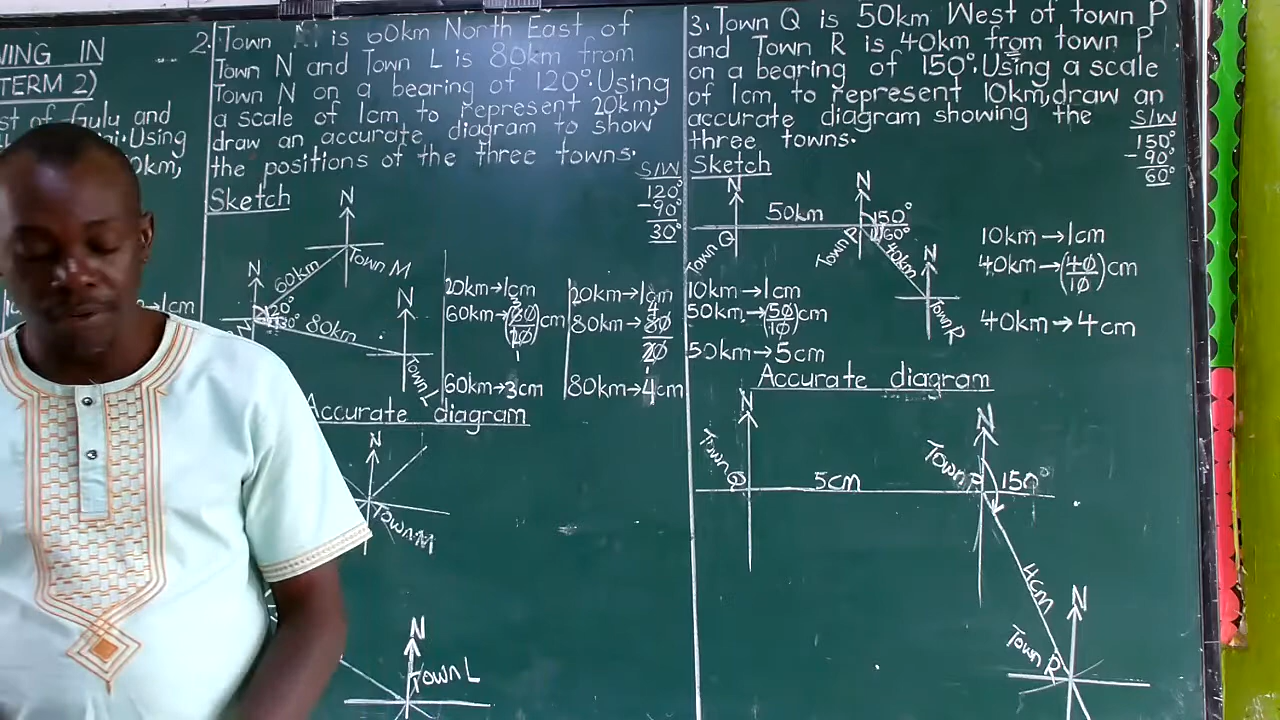 WING IN
TERM 2)
st of Gulu and
Using
0km,
1cm
2. Town M is 60km North East of
Town N and Town L is 80km from
Town N on a bearing of 120°. Using
a scale of 1cm to represent 20km,
draw an accurate diagram to show
the positions of the three towns.
Sketch
S/W
120°
-90°
30°
N
Town M
60km
N
120°
30°
80km
N
Town L
20km→1cm
60km→(60/20)cm
3
1
60km→3cm
20km→1cm
80km→80/20
4
1
80km→4cm
Accurate diagram
N
Town M
N
Town L
3. Town Q is 50km West of town P
and Town R is 40km from town P
on a bearing of 150°. Using a scale
of 1cm to represent 10km, draw an
accurate diagram showing the
three towns.
S/W
150°
-90°
60°
Sketch
N
50km
N
150°
60°
Town Q
Town P
40km
N
Town R
10km→1cm
50km→(50/10)cm
50km→5cm
10km→1cm
40km→(40/10)cm
40km→4cm
Accurate diagram
N
Town Q
5cm
N
Town P
150°
4cm
N
Town R